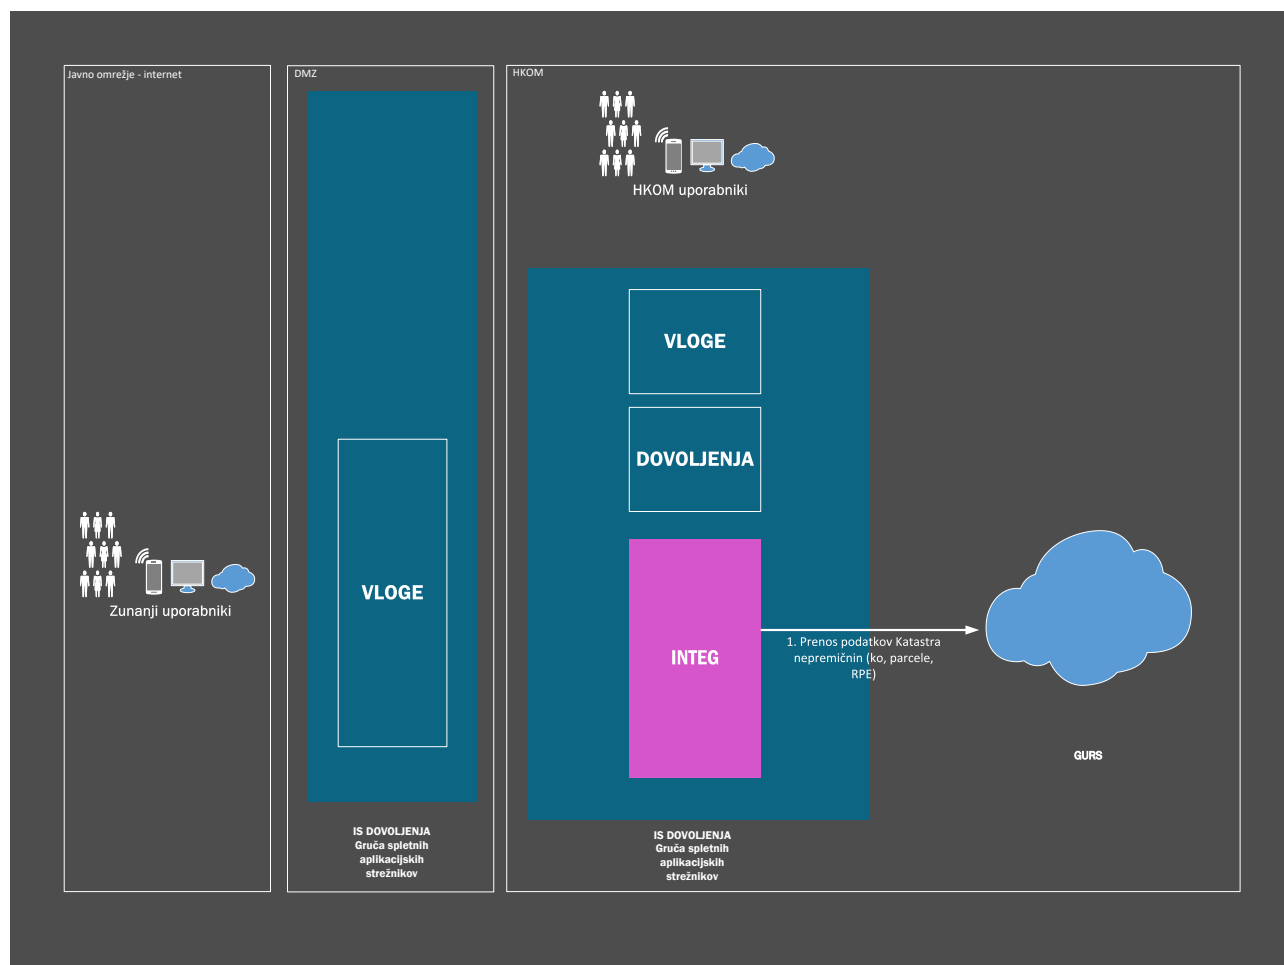 Javno omrežje - internet
DMZ
HKOM
HKOM uporabniki
VLOGE
DOVOLJENJA
Zunanji uporabniki
VLOGE
INTEG
1. Prenos podatkov Katastra
nepremičnin (ko, parcele,
RPE)
GURS
IS DOVOLJENJA
Gruča spletnih
aplikacijskih
strežnikov
IS DOVOLJENJA
Gruča spletnih
aplikacijskih
strežnikov